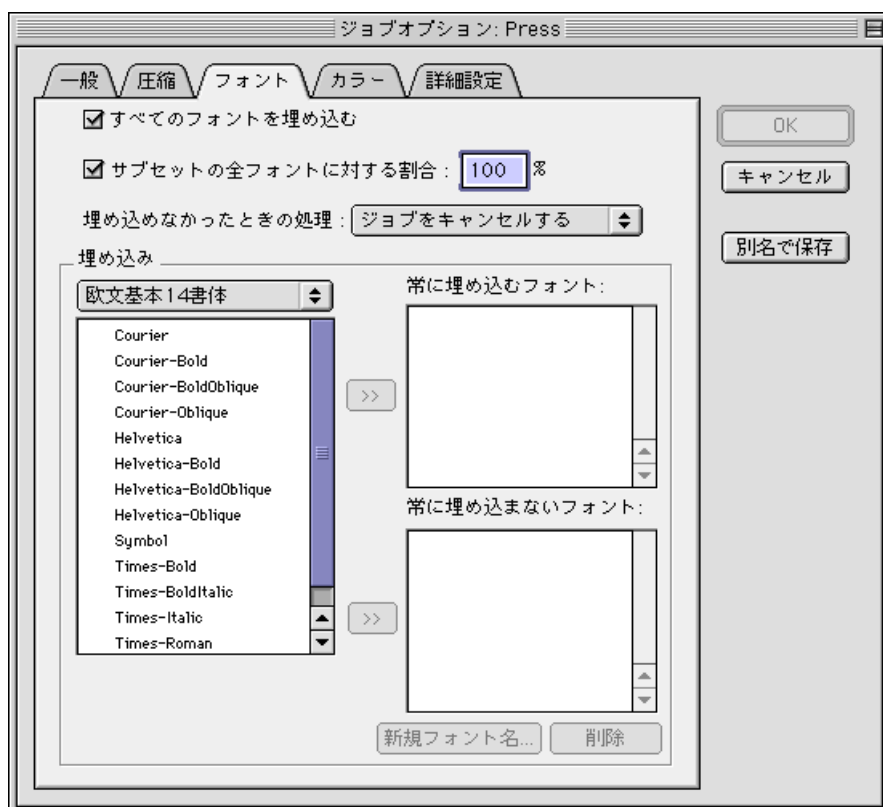 ジョブオプション: Press
一般 圧縮 フォント カラー 詳細設定
すべてのフォントを埋め込む
サブセットの全フォントに対する割合: 100 %
埋め込めなかったときの処理: ジョブをキャンセルする
埋め込み
欧文基本14書体
Courier
Courier-Bold
Courier-BoldOblique
Courier-Oblique
Helvetica
Helvetica-Bold
Helvetica-BoldOblique
Helvetica-Oblique
Symbol
Times-Bold
Times-BoldItalic
Times-Italic
Times-Roman
>>
>>
常に埋め込むフォント:
常に埋め込まないフォント:
新規フォント名... 削除
OK
キャンセル
別名で保存